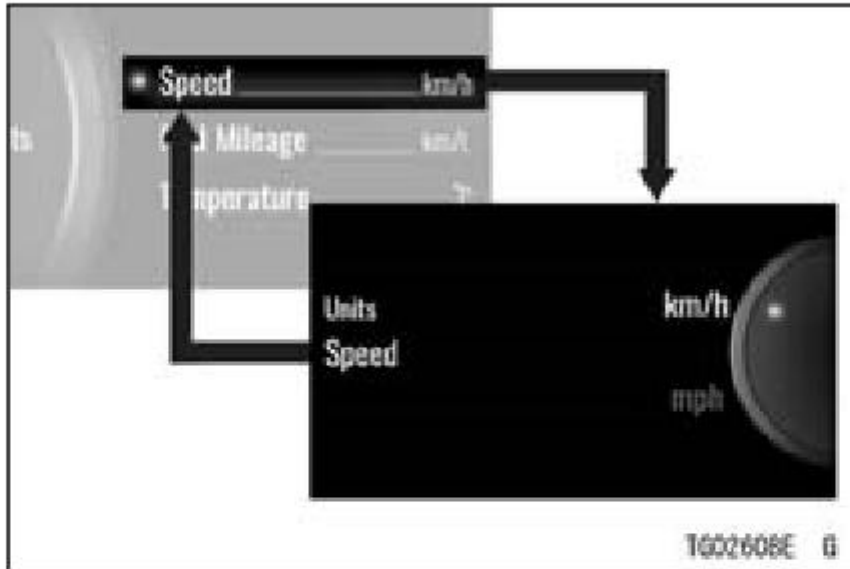 Speed km/h
Mileage km/l
Temperature
Units
Speed
km/h
mph
TG02608E G